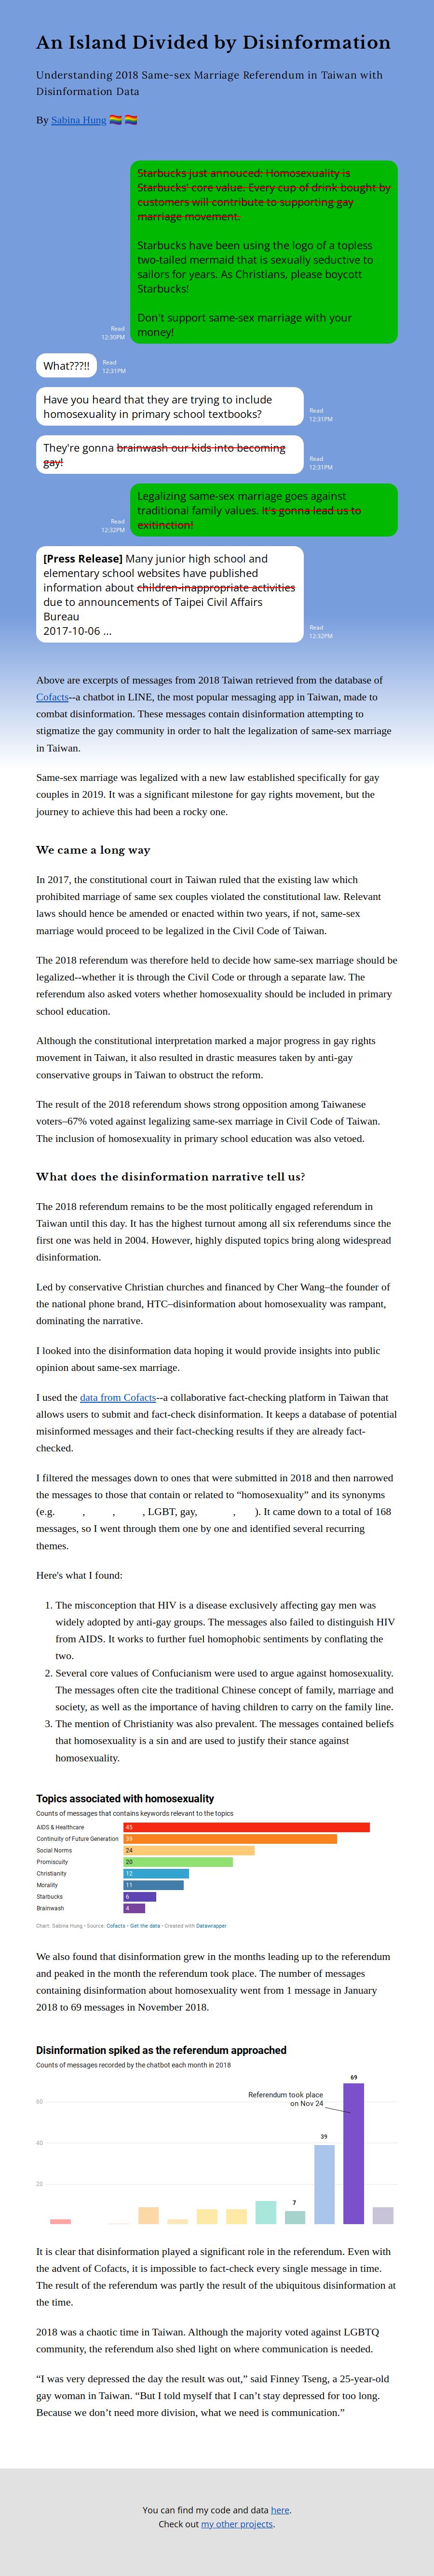 An Island Divided by Disinformation
Understanding 2018 Same-sex Marriage Referendum in Taiwan with
Disinformation Data
By Sabina Hung 🏳️‍🌈 🏳️‍🌈
Starbucks just annouced: Homosexuality is
Starbucks' core value. Every cup of drink bought by
customers will contribute to supporting gay
marriage movement.
Starbucks have been using the logo of a topless
two-tailed mermaid that is sexually seductive to
sailors for years. As Christians, please boycott
Starbucks!
Don't support same-sex marriage with your
money!
Read
12:30PM
What???!!
Read
12:31PM
Have you heard that they are trying to include
homosexuality in primary school textbooks?
Read
12:31PM
They're gonna brainwash our kids into becoming
gay!
Read
12:31PM
Legalizing same-sex marriage goes against
traditional family values. It's gonna lead us to
exitinction!
Read
12:32PM
[Press Release] Many junior high school and
elementary school websites have published
information about children-inappropriate activities
due to announcements of Taipei Civil Affairs
Bureau
2017-10-06 ...
Read
12:32PM
Above are excerpts of messages from 2018 Taiwan retrieved from the database of
Cofacts--a chatbot in LINE, the most popular messaging app in Taiwan, made to
combat disinformation. These messages contain disinformation attempting to
stigmatize the gay community in order to halt the legalization of same-sex marriage
in Taiwan.
Same-sex marriage was legalized with a new law established specifically for gay
couples in 2019. It was a significant milestone for gay rights movement, but the
journey to achieve this had been a rocky one.
We came a long way
In 2017, the constitutional court in Taiwan ruled that the existing law which
prohibited marriage of same sex couples violated the constitutional law. Relevant
laws should hence be amended or enacted within two years, if not, same-sex
marriage would proceed to be legalized in the Civil Code of Taiwan.
The 2018 referendum was therefore held to decide how same-sex marriage should be
legalized--whether it is through the Civil Code or through a separate law. The
referendum also asked voters whether homosexuality should be included in primary
school education.
Although the constitutional interpretation marked a major progress in gay rights
movement in Taiwan, it also resulted in drastic measures taken by anti-gay
conservative groups in Taiwan to obstruct the reform.
The result of the 2018 referendum shows strong opposition among Taiwanese
voters–67% voted against legalizing same-sex marriage in Civil Code of Taiwan.
The inclusion of homosexuality in primary school education was also vetoed.
What does the disinformation narrative tell us?
The 2018 referendum remains to be the most politically engaged referendum in
Taiwan until this day. It has the highest turnout among all six referendums since the
first one was held in 2004. However, highly disputed topics bring along widespread
disinformation.
Led by conservative Christian churches and financed by Cher Wang–the founder of
the national phone brand, HTC–disinformation about homosexuality was rampant,
dominating the narrative.
I looked into the disinformation data hoping it would provide insights into public
opinion about same-sex marriage.
I used the data from Cofacts--a collaborative fact-checking platform in Taiwan that
allows users to submit and fact-check disinformation. It keeps a database of potential
misinformed messages and their fact-checking results if they are already fact-
checked.
I filtered the messages down to ones that were submitted in 2018 and then narrowed
the messages to those that contain or related to “homosexuality” and its synonyms
(e.g. , , , LGBT, gay, , ). It came down to a total of 168
messages, so I went through them one by one and identified several recurring
themes.
Here's what I found:
1. The misconception that HIV is a disease exclusively affecting gay men was
widely adopted by anti-gay groups. The messages also failed to distinguish HIV
from AIDS. It works to further fuel homophobic sentiments by conflating the
two.
2. Several core values of Confucianism were used to argue against homosexuality.
The messages often cite the traditional Chinese concept of family, marriage and
society, as well as the importance of having children to carry on the family line.
3. The mention of Christianity was also prevalent. The messages contained beliefs
that homosexuality is a sin and are used to justify their stance against
homosexuality.
Topics associated with homosexuality
Counts of messages that contains keywords relevant to the topics
AIDS & Healthcare 45
Continuity of Future Generation 39
Social Norms 24
Promiscuity 20
Christianity 12
Morality 11
Starbucks 6
Brainwash 4
Chart: Sabina Hung • Source: Cofacts • Get the data • Created with Datawrapper
We also found that disinformation grew in the months leading up to the referendum
and peaked in the month the referendum took place. The number of messages
containing disinformation about homosexuality went from 1 message in January
2018 to 69 messages in November 2018.
Disinformation spiked as the referendum approached
Counts of messages recorded by the chatbot each month in 2018
69
Referendum took place
on Nov 24
60
40
39
20
7
It is clear that disinformation played a significant role in the referendum. Even with
the advent of Cofacts, it is impossible to fact-check every single message in time.
The result of the referendum was partly the result of the ubiquitous disinformation at
the time.
2018 was a chaotic time in Taiwan. Although the majority voted against LGBTQ
community, the referendum also shed light on where communication is needed.
“I was very depressed the day the result was out,” said Finney Tseng, a 25-year-old
gay woman in Taiwan. “But I told myself that I can’t stay depressed for too long.
Because we don’t need more division, what we need is communication.”
You can find my code and data here.
Check out my other projects.